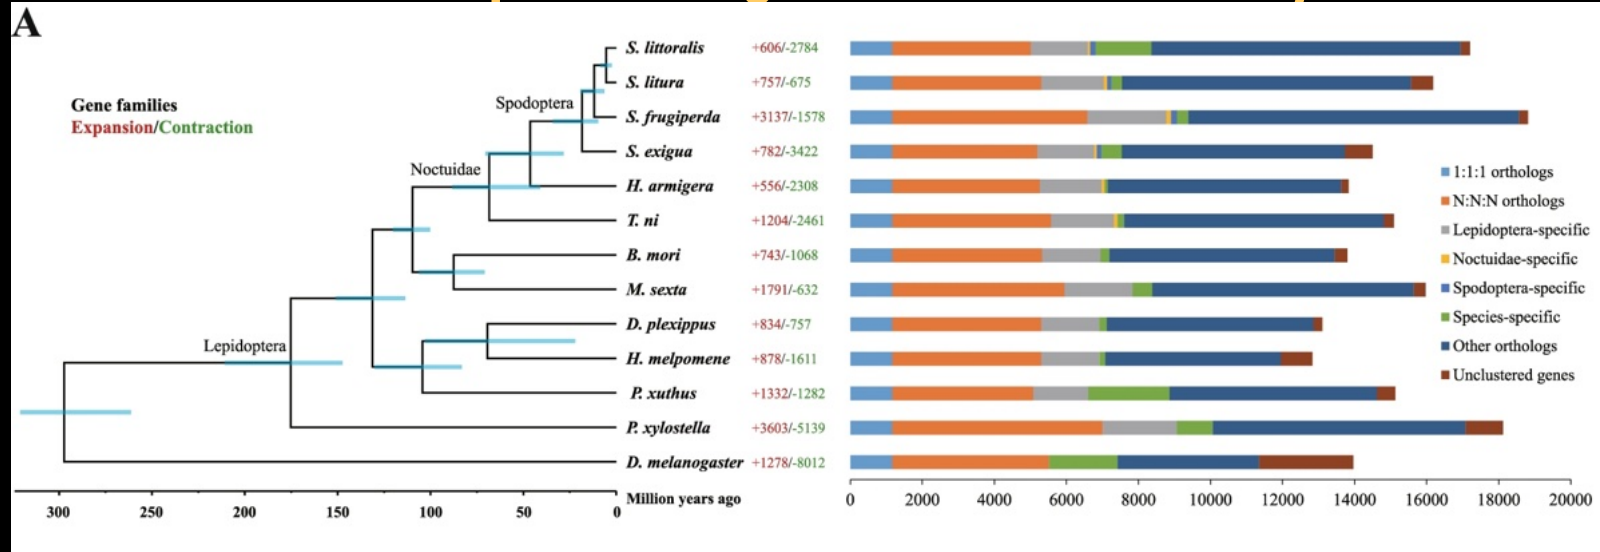 A
Gene families
Expansion/Contraction
Spodoptera
Noctuidae
Lepidoptera
S. littoralis +606/-2784
S. litura +757/-675
S. frugiperda +3137/-1578
S. exigua +782/-3422
H. armigera +556/-2308
T. ni +1204/-2461
B. mori +743/-1068
M. sexta +1791/-632
D. plexippus +834/-757
H. melpomene +878/-1611
P. xuthus +1332/-1282
P. xylostella +3603/-5139
D. melanogaster +1278/-8012
Million years ago
300 250 200 150 100 50 0
1:1:1 orthologs
N:N:N orthologs
Lepidoptera-specific
Noctuidae-specific
Spodoptera-specific
Species-specific
Other orthologs
Unclustered genes
0 2000 4000 6000 8000 10000 12000 14000 16000 18000 20000